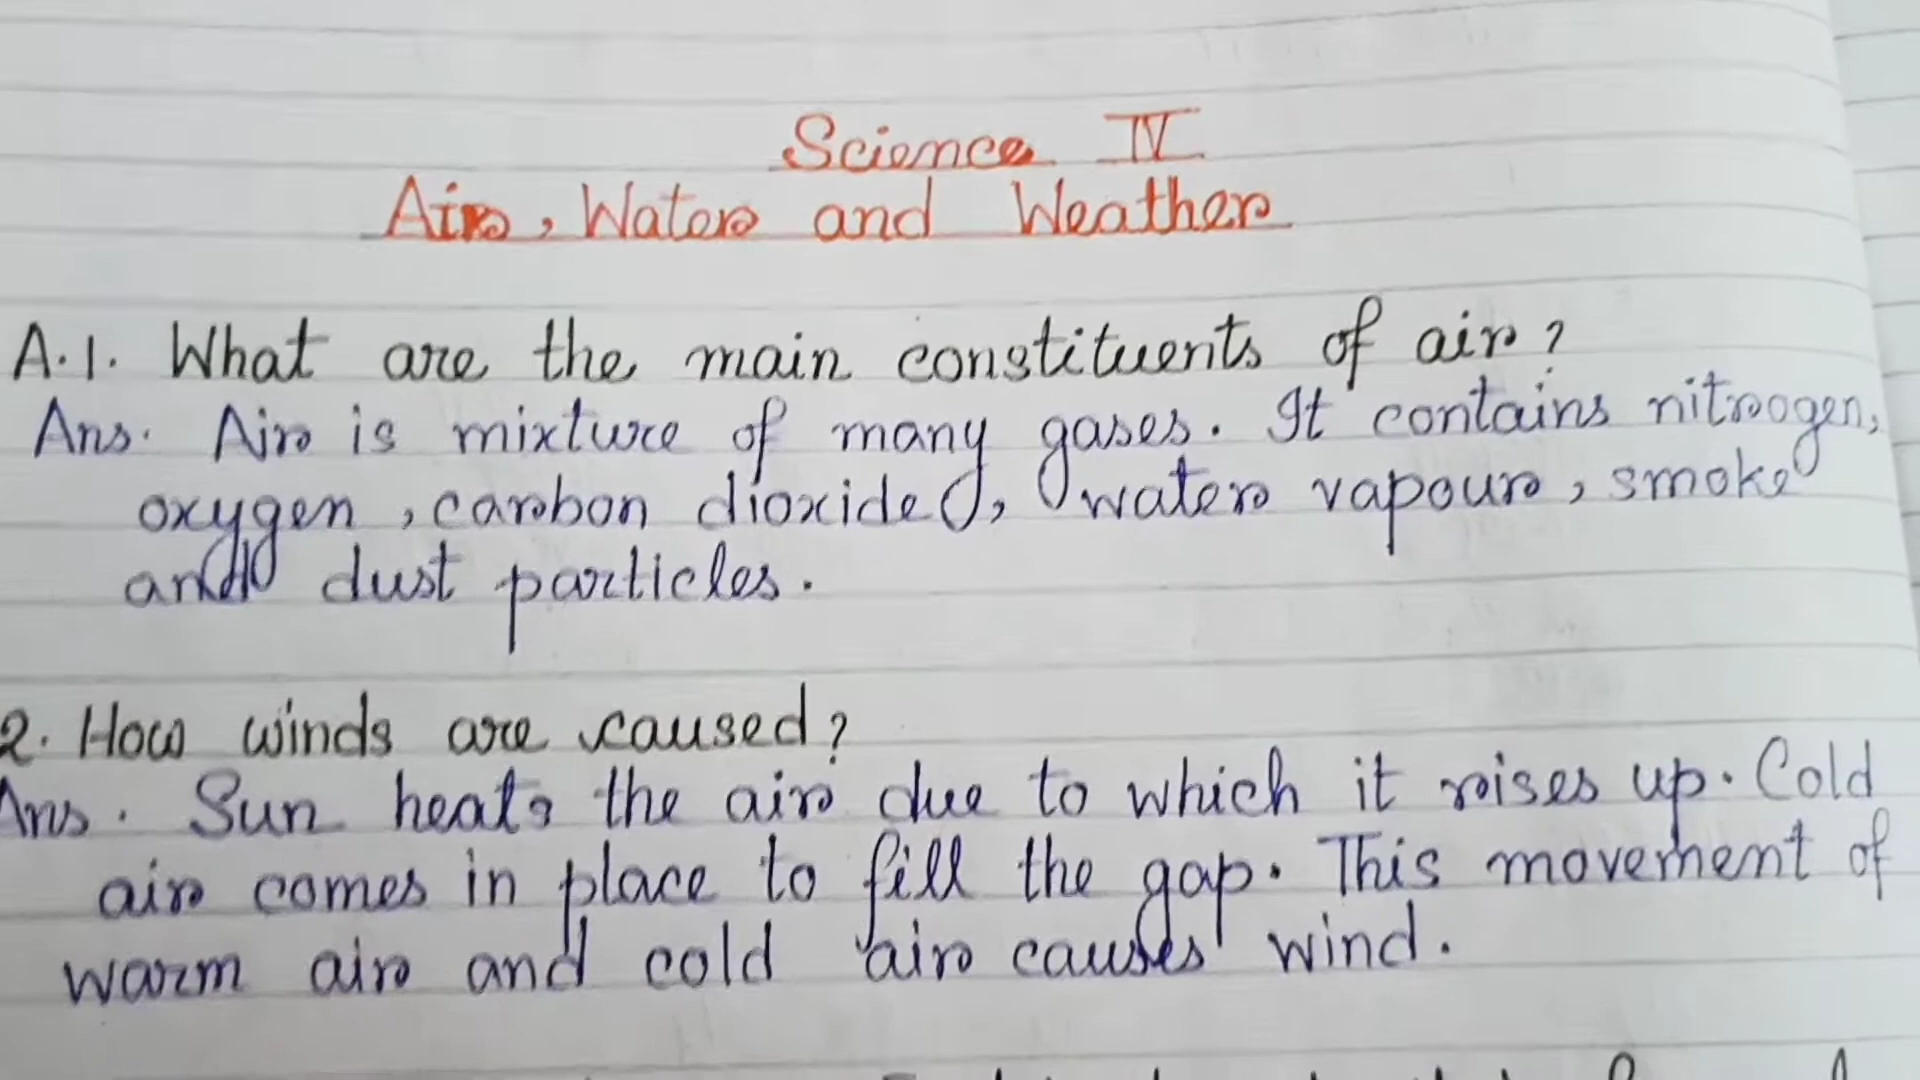 Science IV
Air, Water and Weather
A.1. What are the main constituents of air?
Ans. Air is mixture of many gases. It contains nitrogen,
oxygen, carbon dioxide, water vapour, smoke
and dust particles.
2. How winds are caused?
Ans. Sun heats the air due to which it rises up. Cold
air comes in place to fill the gap. This movement of
warm air and cold air causes wind.